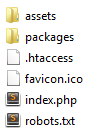 assets
packages
.htaccess
favicon.ico
index.php
robots.txt